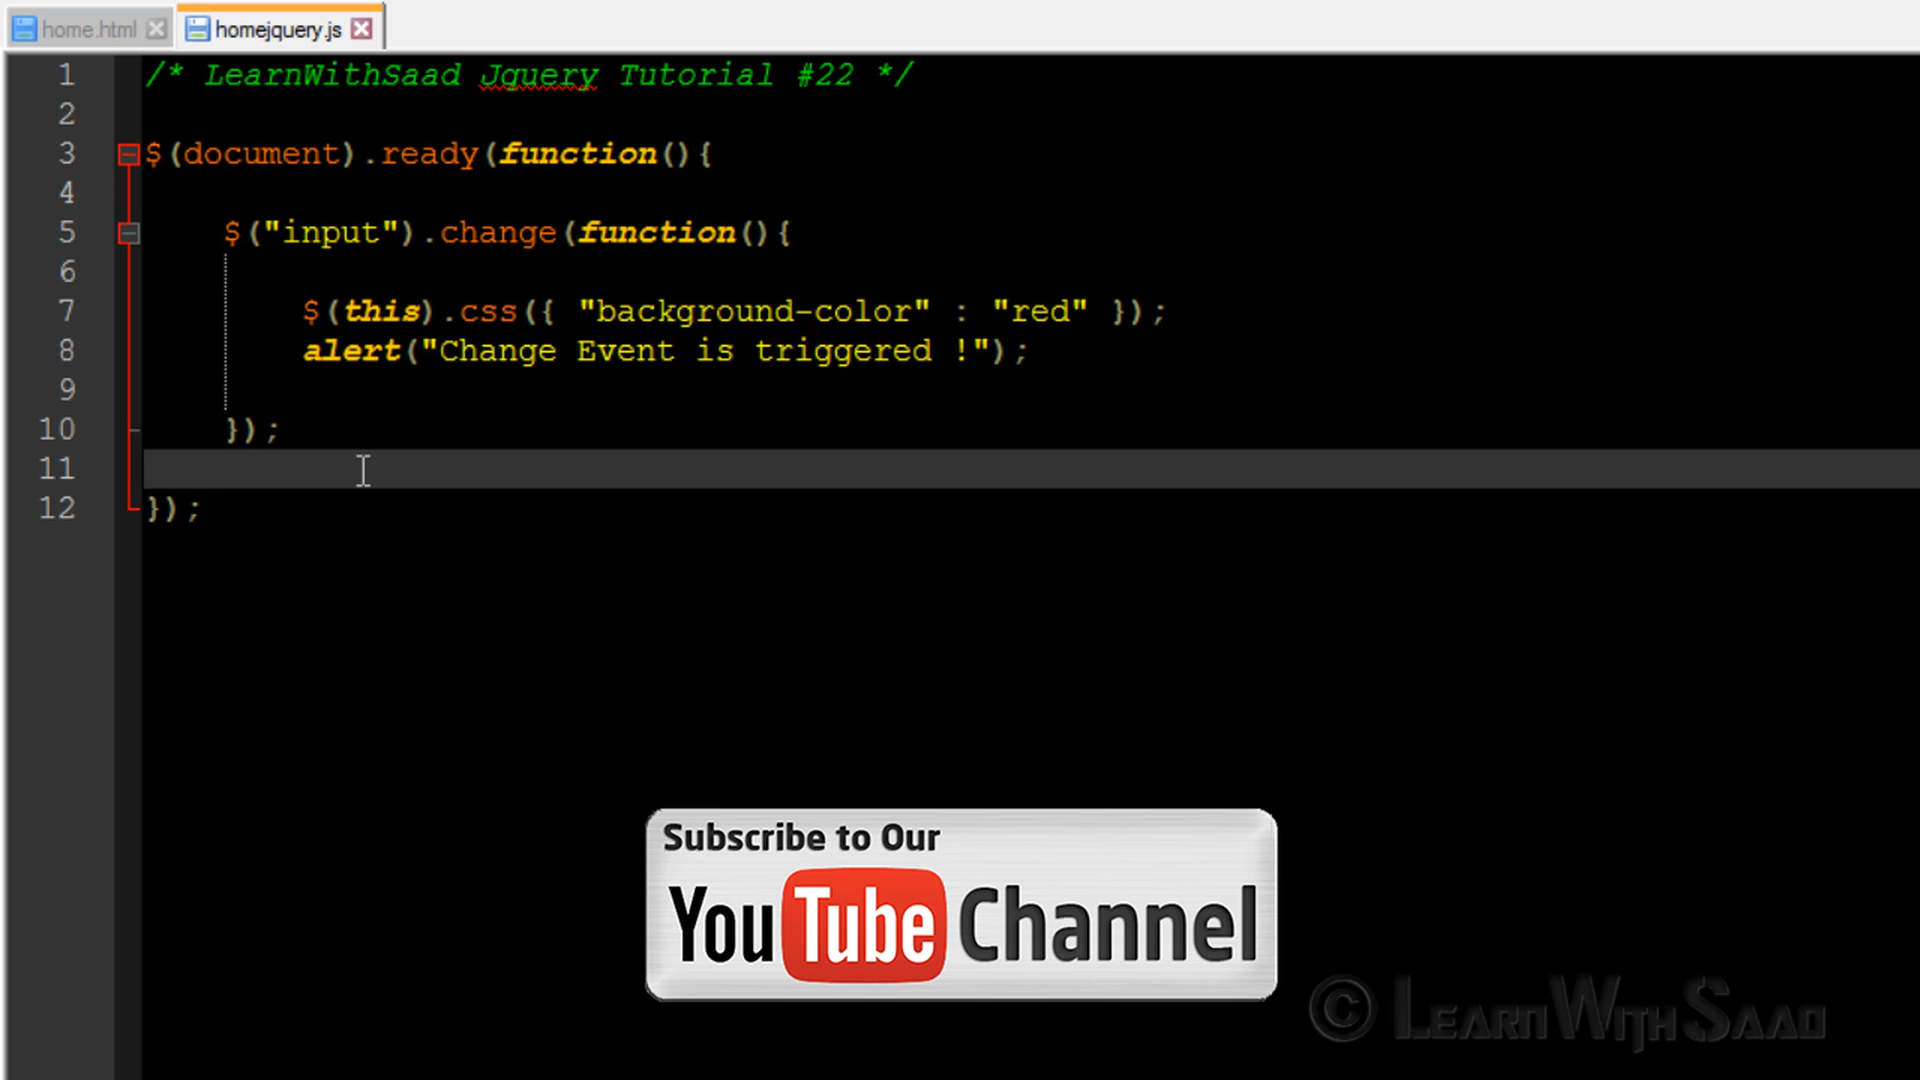 home.html
homejquery.js
1 /* LearnWithSaad Jquery Tutorial #22 */
2
3 $(document).ready(function(){
4
5 $("input").change(function(){
6
7 $(this).css({ "background-color" : "red" });
8 alert("Change Event is triggered !");
9
10 });
11
12 });
Subscribe to Our
YouTube Channel
© LearnWithSaad